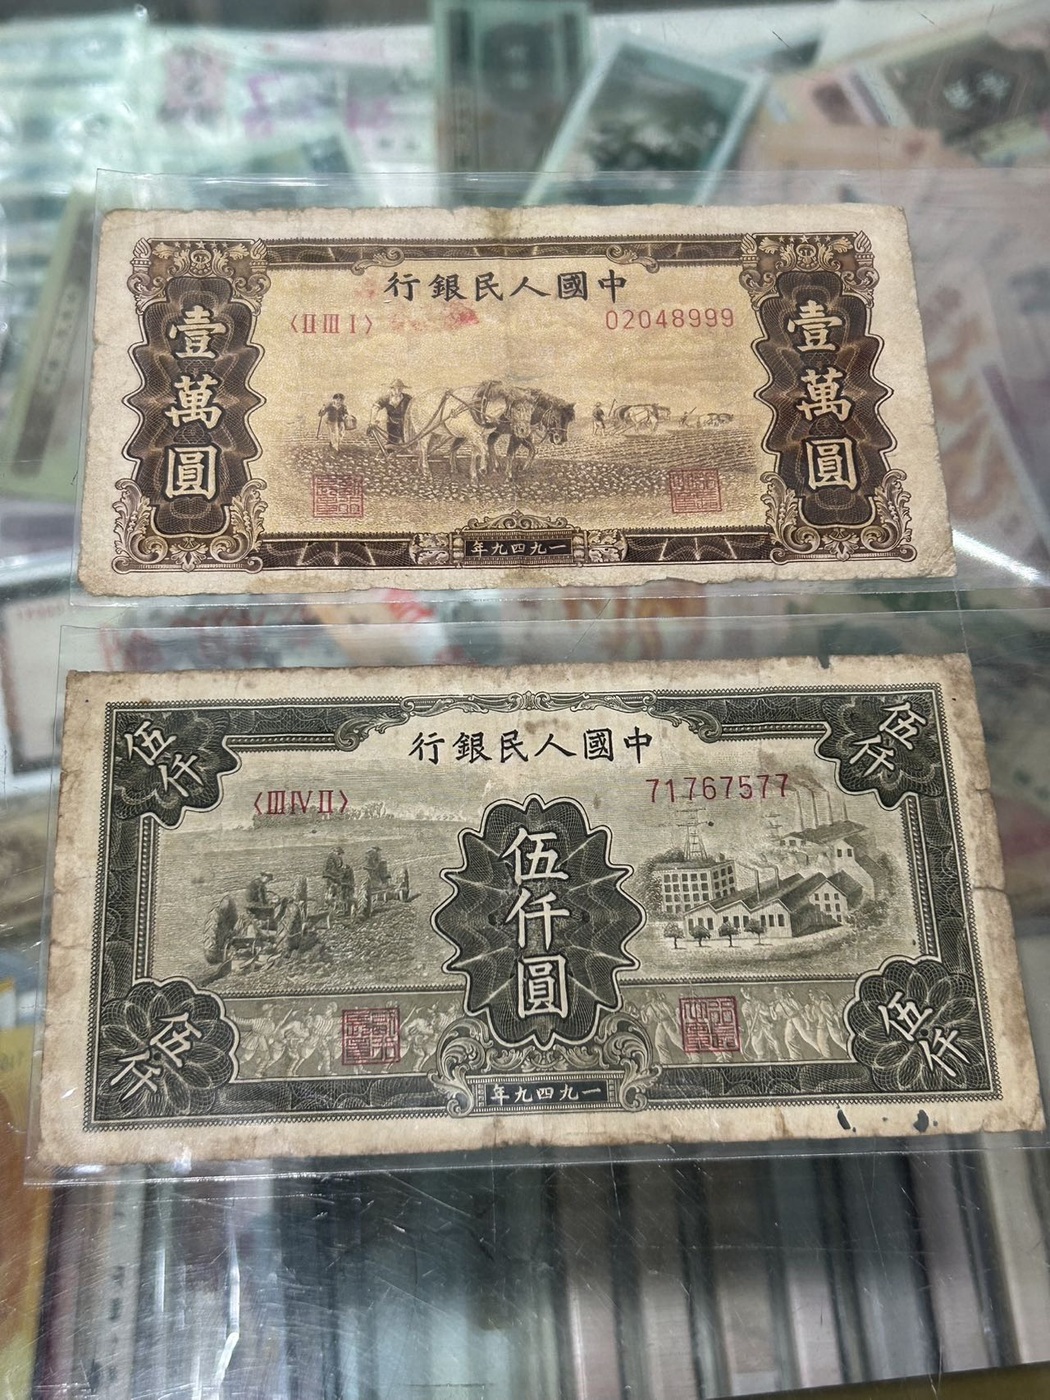 行銀民人國中
〈II III I〉
02048999
壹萬圓
壹萬圓
年九四九一
行銀民人國中
〈III IV II〉
71767577
伍仟
伍仟
伍仟圓
伍仟
伍仟
年九四九一